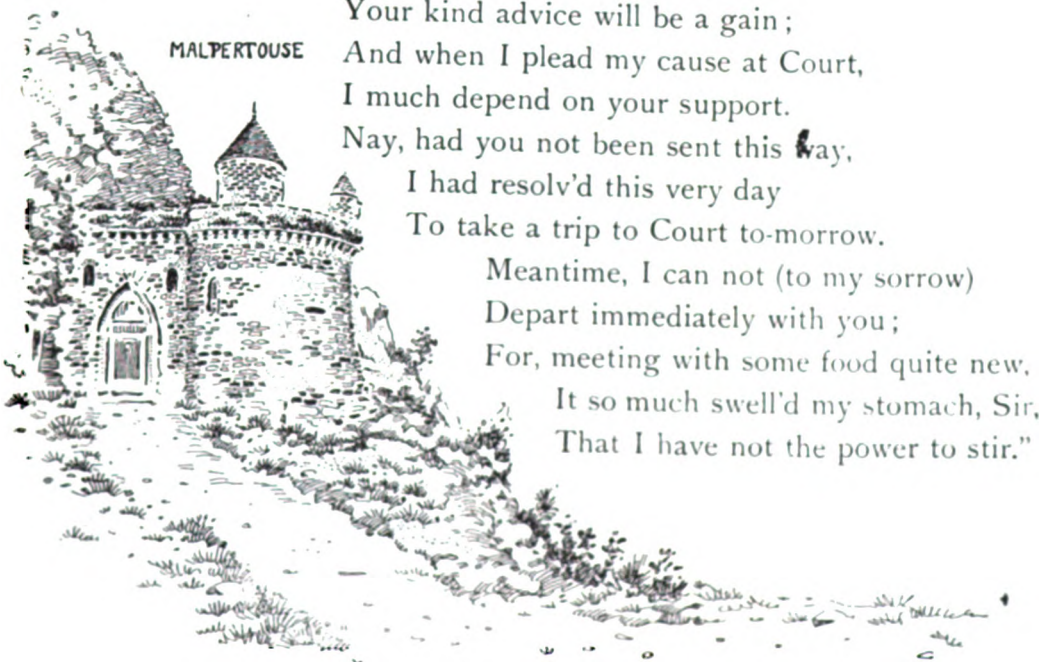 Your kind advice will be a gain;
MALPERTOUSE
And when I plead my cause at Court,
I much depend on your support.
Nay, had you not been sent this way,
I had resolv'd this very day
To take a trip to Court to-morrow.
Meantime, I can not (to my sorrow)
Depart immediately with you;
For, meeting with some food quite new,
It so much swell'd my stomach, Sir,
That I have not the power to stir."